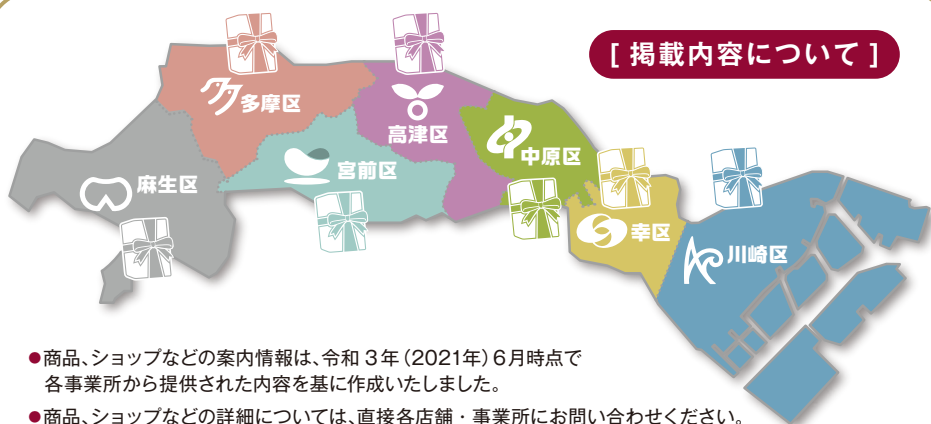 [ 掲載内容について ]
多摩区
高津区
中原区
宮前区
麻生区
幸区
川崎区
●商品、ショップなどの案内情報は、令和 3 年 (2021年) 6月時点で
各事業所から提供された内容を基に作成いたしました。
●商品、ショップなどの詳細については、直接各店舗・事業所にお問い合わせください。